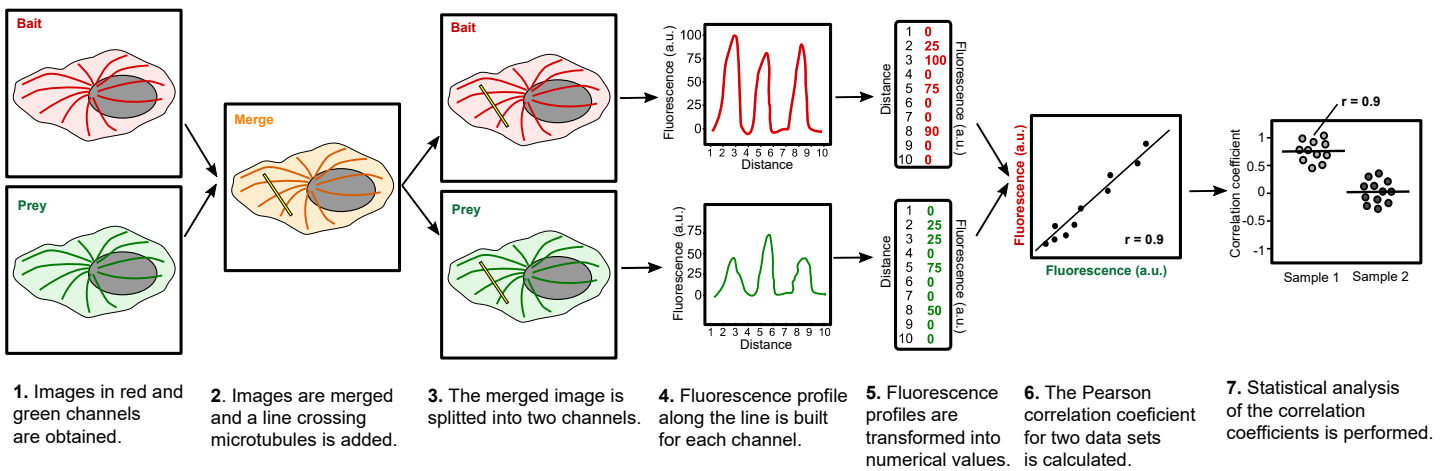 Bait
Prey
Merge
Bait
Prey
Fluorescence (a.u.)
100
75
50
25
0
1 2 3 4 5 6 7 8 9 10
Distance
Fluorescence (a.u.)
75
50
25
0
1 2 3 4 5 6 7 8 9 10
Distance
Distance
1 0
2 25
3 100
4 0
5 75
6 0
7 0
8 90
9 0
10 0
Fluorescence (a.u.)
Distance
1 0
2 25
3 25
4 0
5 75
6 0
7 0
8 50
9 0
10 0
Fluorescence (a.u.)
Fluorescence (a.u.)
r = 0.9
Fluorescence (a.u.)
r = 0.9
Correlation coefficient
1
0.5
0
-0.5
-1
Sample 1 Sample 2
1. Images in red and
green channels
are obtained.
2. Images are merged
and a line crossing
microtubules is added.
3. The merged image is
splitted into two channels.
4. Fluorescence profile
along the line is built
for each channel.
5. Fluorescence
profiles are
transformed into
numerical values.
6. The Pearson
correlation coeficient
for two data sets
is calculated.
7. Statistical analysis
of the correlation
coefficients is performed.